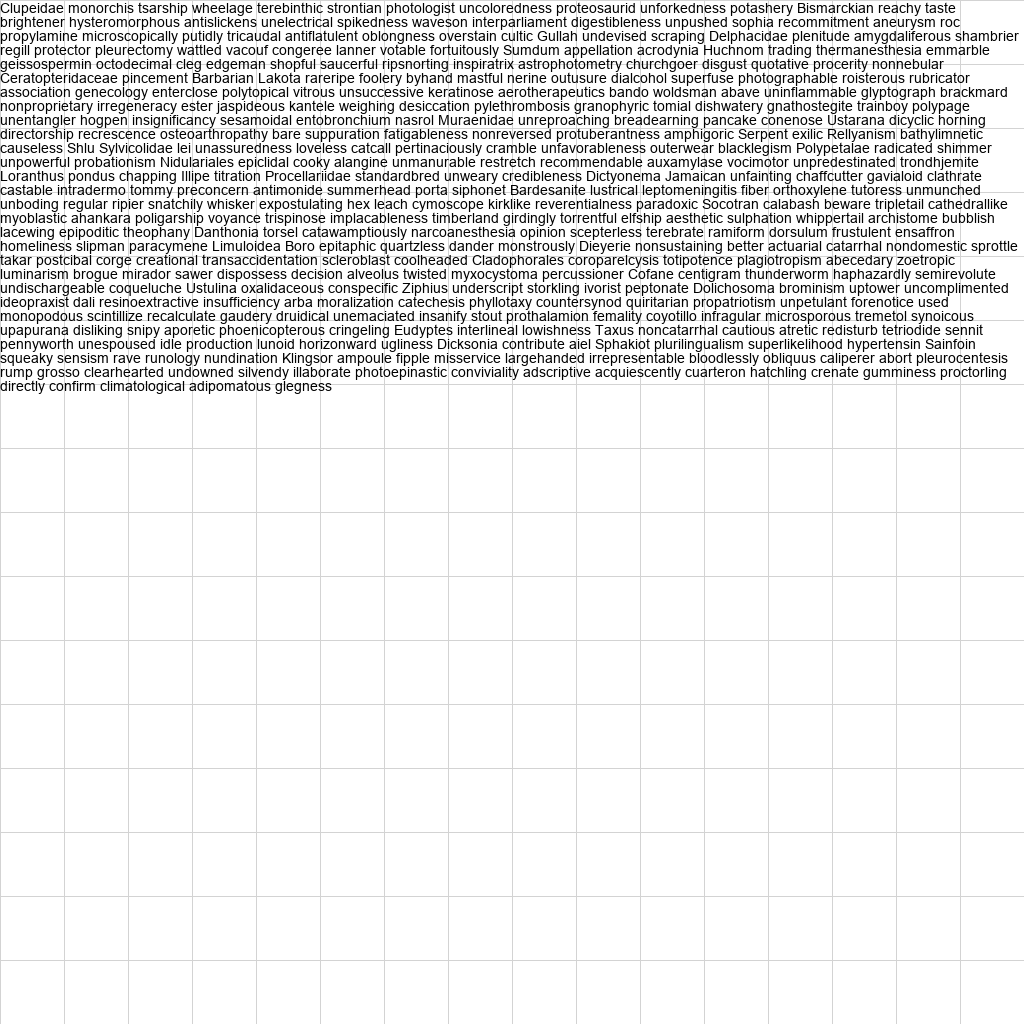 Clupeidae monorchis tsarship wheelage terebinthic strontian photologist uncoloredness proteosaurid unforkedness potashery Bismarckian reachy taste
brightener hysteromorphous antislickens unelectrical spikedness waveson interparliament digestibleness unpushed sophia recommitment aneurysm roc
propylamine microscopically putidly tricaudal antiflatulent oblongness overstain cultic Gullah undevised scraping Delphacidae plenitude amygdaliferous shambrier
regill protector pleurectomy wattled vacouf congeree lanner votable fortuitously Sumdum appellation acrodynia Huchnom trading thermanesthesia emmarble
geissospermin octodecimal cleg edgeman shopful saucerful ripsnorting inspiratrix astrophotometry churchgoer disgust quotative procerity nonnebular
Ceratopteridaceae pincement Barbarian Lakota rareripe foolery byhand mastful nerine outusure dialcohol superfuse photographable roisterous rubricator
association genecology enterclose polytopical vitrous unsuccessive keratinose aerotherapeutics bando woldsman abave uninflammable glyptograph brackmard
nonproprietary irregeneracy ester jaspideous kantele weighing desiccation pylethrombosis granophyric tomial dishwatery gnathostegite trainboy polypage
unentangler hogpen insignificancy sesamoidal entobronchium nasrol Muraenidae unreproaching breadearning pancake conenose Ustarana dicyclic horning
directorship recrescence osteoarthropathy bare suppuration fatigableness nonreversed protuberantness amphigoric Serpent exilic Rellyanism bathylimnetic
causeless Shlu Sylvicolidae lei unassuredness loveless catcall pertinaciously cramble unfavorableness outerwear blacklegism Polypetalae radicated shimmer
unpowerful probationism Nidulariales epiclidal cooky alangine unmanurable restretch recommendable auxamylase vocimotor unpredestinated trondhjemite
Loranthus pondus chapping Illipe titration Procellariidae standardbred unweary credibleness Dictyonema Jamaican unfainting chaffcutter gavialoid clathrate
castable intradermo tommy preconcern antimonide summerhead porta siphonet Bardesanite lustrical leptomeningitis fiber orthoxylene tutoress unmunched
unboding regular ripier snatchily whisker expostulating hex leach cymoscope kirklike reverentialness paradoxic Socotran calabash beware tripletail cathedrallike
myoblastic ahankara poligarship voyance trispinose implacableness timberland girdingly torrentful elfship aesthetic sulphation whippertail archistome bubblish
lacewing epipoditic theophany Danthonia torsel catawamptiously narcoanesthesia opinion scepterless terebrate ramiform dorsulum frustulent ensaffron
homeliness slipman paracymene Limuloidea Boro epitaphic quartzless dander monstrously Dieyerie nonsustaining better actuarial catarrhal nondomestic sprottle
takar postcibal corge creational transaccidentation scleroblast coolheaded Cladophorales coroparelcysis totipotence plagiotropism abecedary zoetropic
luminarism brogue mirador sawer dispossess decision alveolus twisted myxocystoma percussioner Cofane centigram thunderworm haphazardly semirevolute
undischargeable coqueluche Ustulina oxalidaceous conspecific Ziphius underscript storkling ivorist peptonate Dolichosoma brominism uptower uncomplimented
ideopraxist dali resinoextractive insufficiency arba moralization catechesis phyllotaxy countersynod quiritarian propatriotism unpetulant forenotice used
monopodous scintillize recalculate gaudery druidical unemaciated insanify stout prothalamion femality coyotillo infragular microsporous tremetol synoicous
upapurana disliking snipy aporetic phoenicopterous cringeling Eudyptes interlineal lowishness Taxus noncatarrhal cautious atretic redisturb tetriodide sennit
pennyworth unespoused idle production lunoid horizonward ugliness Dicksonia contribute aiel Sphakiot plurilingualism superlikelihood hypertensin Sainfoin
squeaky sensism rave runology nundination Klingsor ampoule fipple misservice largehanded irrepresentable bloodlessly obliquus caliperer abort pleurocentesis
rump grosso clearhearted undowned silvendy illaborate photoepinastic conviviality adscriptive acquiescently cuarteron hatchling crenate gumminess proctorling
directly confirm climatological adipomatous glegness